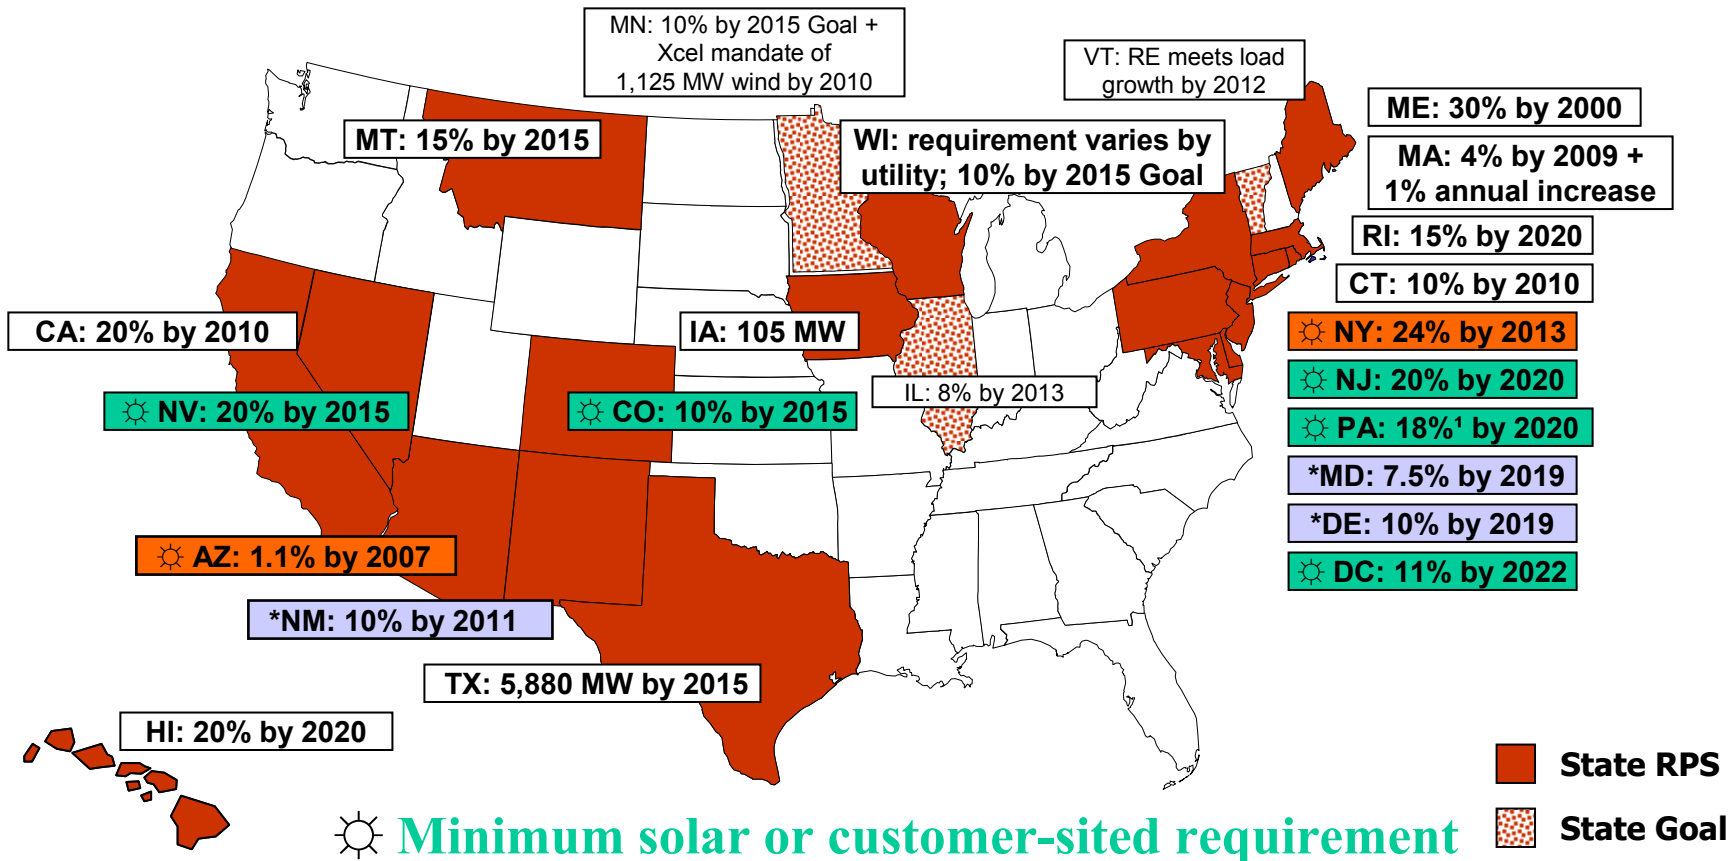 MN: 10% by 2015 Goal +
Xcel mandate of
1,125 MW wind by 2010
VT: RE meets load
growth by 2012
ME: 30% by 2000
MT: 15% by 2015
WI: requirement varies by
utility; 10% by 2015 Goal
MA: 4% by 2009 +
1% annual increase
RI: 15% by 2020
CT: 10% by 2010
CA: 20% by 2010
IA: 105 MW
☼ NY: 24% by 2013
☼ NJ: 20% by 2020
IL: 8% by 2013
☼ NV: 20% by 2015
☼ CO: 10% by 2015
☼ PA: 18%¹ by 2020
*MD: 7.5% by 2019
*DE: 10% by 2019
☼ AZ: 1.1% by 2007
☼ DC: 11% by 2022
*NM: 10% by 2011
TX: 5,880 MW by 2015
HI: 20% by 2020
State RPS
☼ Minimum solar or customer-sited requirement
State Goal